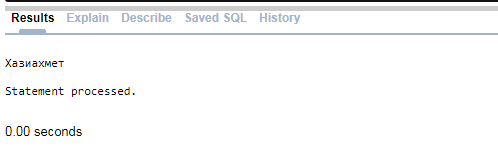 Results Explain Describe Saved SQL History
Хазиахмет
Statement processed.
0.00 seconds